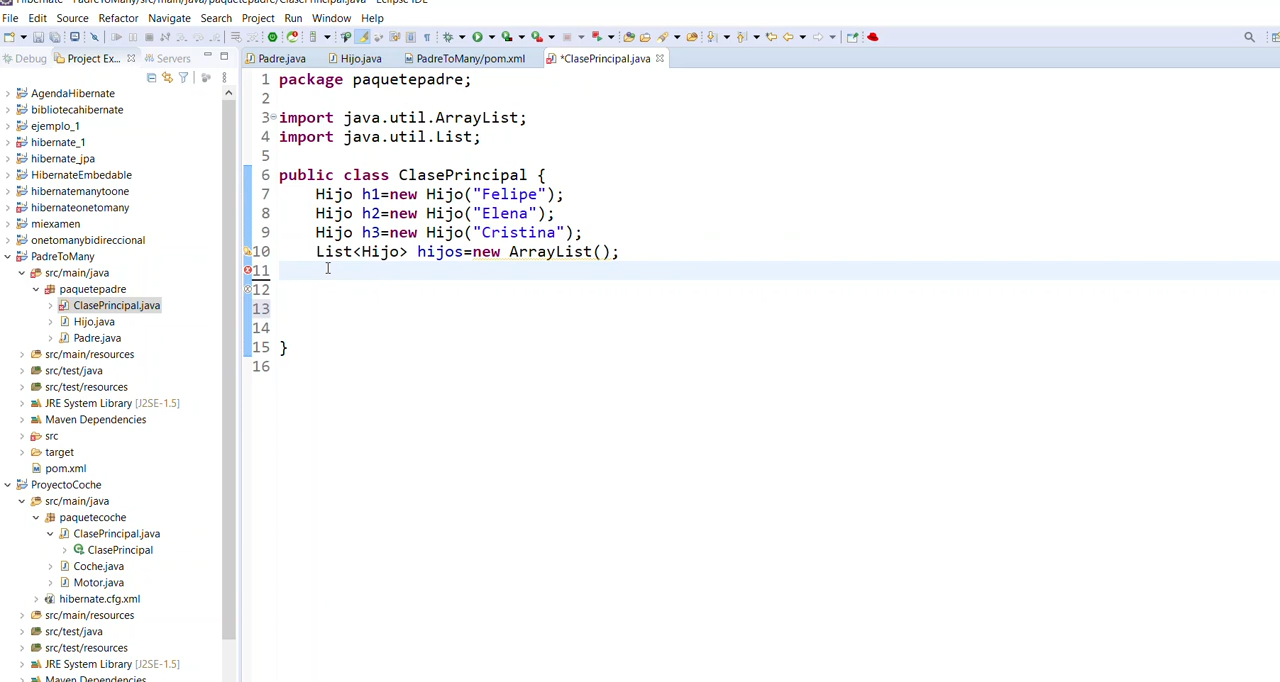 Hibernate - PadreToMany/src/main/java/paquetepadre/ClasePrincipal.java - Eclipse IDE
File Edit Source Refactor Navigate Search Project Run Window Help
Debug Project Ex... Servers
Padre.java Hijo.java PadreToMany/pom.xml *ClasePrincipal.java
AgendaHibernate
bibliotecahibernate
ejemplo_1
hibernate_1
hibernate_jpa
HibernateEmbedable
hibernatemanytoone
hibernateonetomany
miexamen
onetomanybidireccional
PadreToMany
src/main/java
paquetepadre
ClasePrincipal.java
Hijo.java
Padre.java
src/main/resources
src/test/java
src/test/resources
JRE System Library [J2SE-1.5]
Maven Dependencies
src
target
pom.xml
ProyectoCoche
src/main/java
paquetecoche
ClasePrincipal.java
ClasePrincipal
Coche.java
Motor.java
hibernate.cfg.xml
src/main/resources
src/test/java
src/test/resources
JRE System Library [J2SE-1.5]
Maven Dependencies
1 package paquetepadre;
2
3 import java.util.ArrayList;
4 import java.util.List;
5
6 public class ClasePrincipal {
7 Hijo h1=new Hijo("Felipe");
8 Hijo h2=new Hijo("Elena");
9 Hijo h3=new Hijo("Cristina");
10 List<Hijo> hijos=new ArrayList();
11
12
13
14
15 }
16